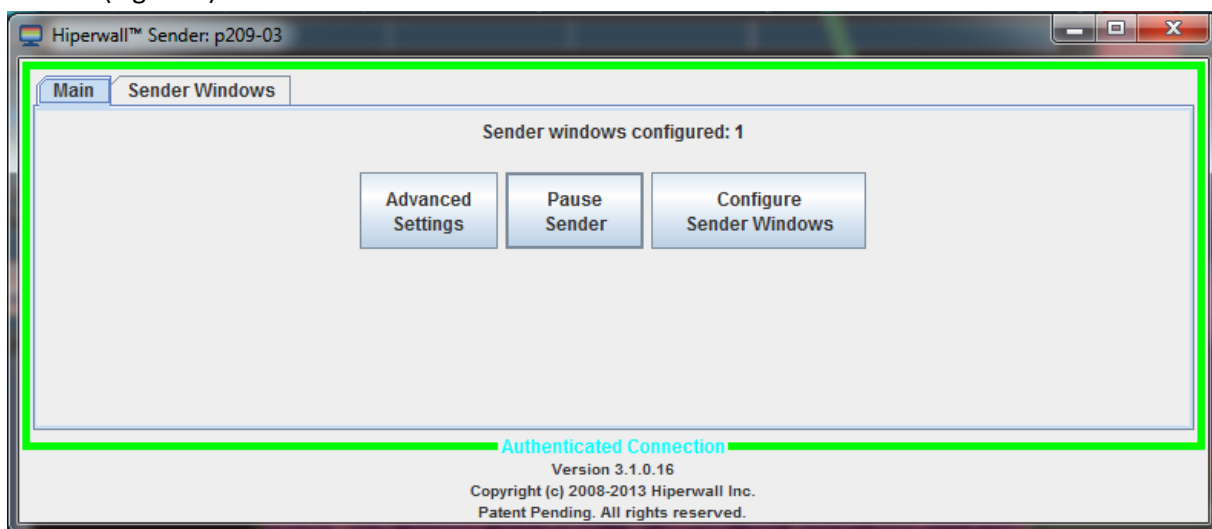 Hiperwall™ Sender: p209-03
Main
Sender Windows
Sender windows configured: 1
Advanced
Settings
Pause
Sender
Configure
Sender Windows
Authenticated Connection
Version 3.1.0.16
Copyright (c) 2008-2013 Hiperwall Inc.
Patent Pending. All rights reserved.